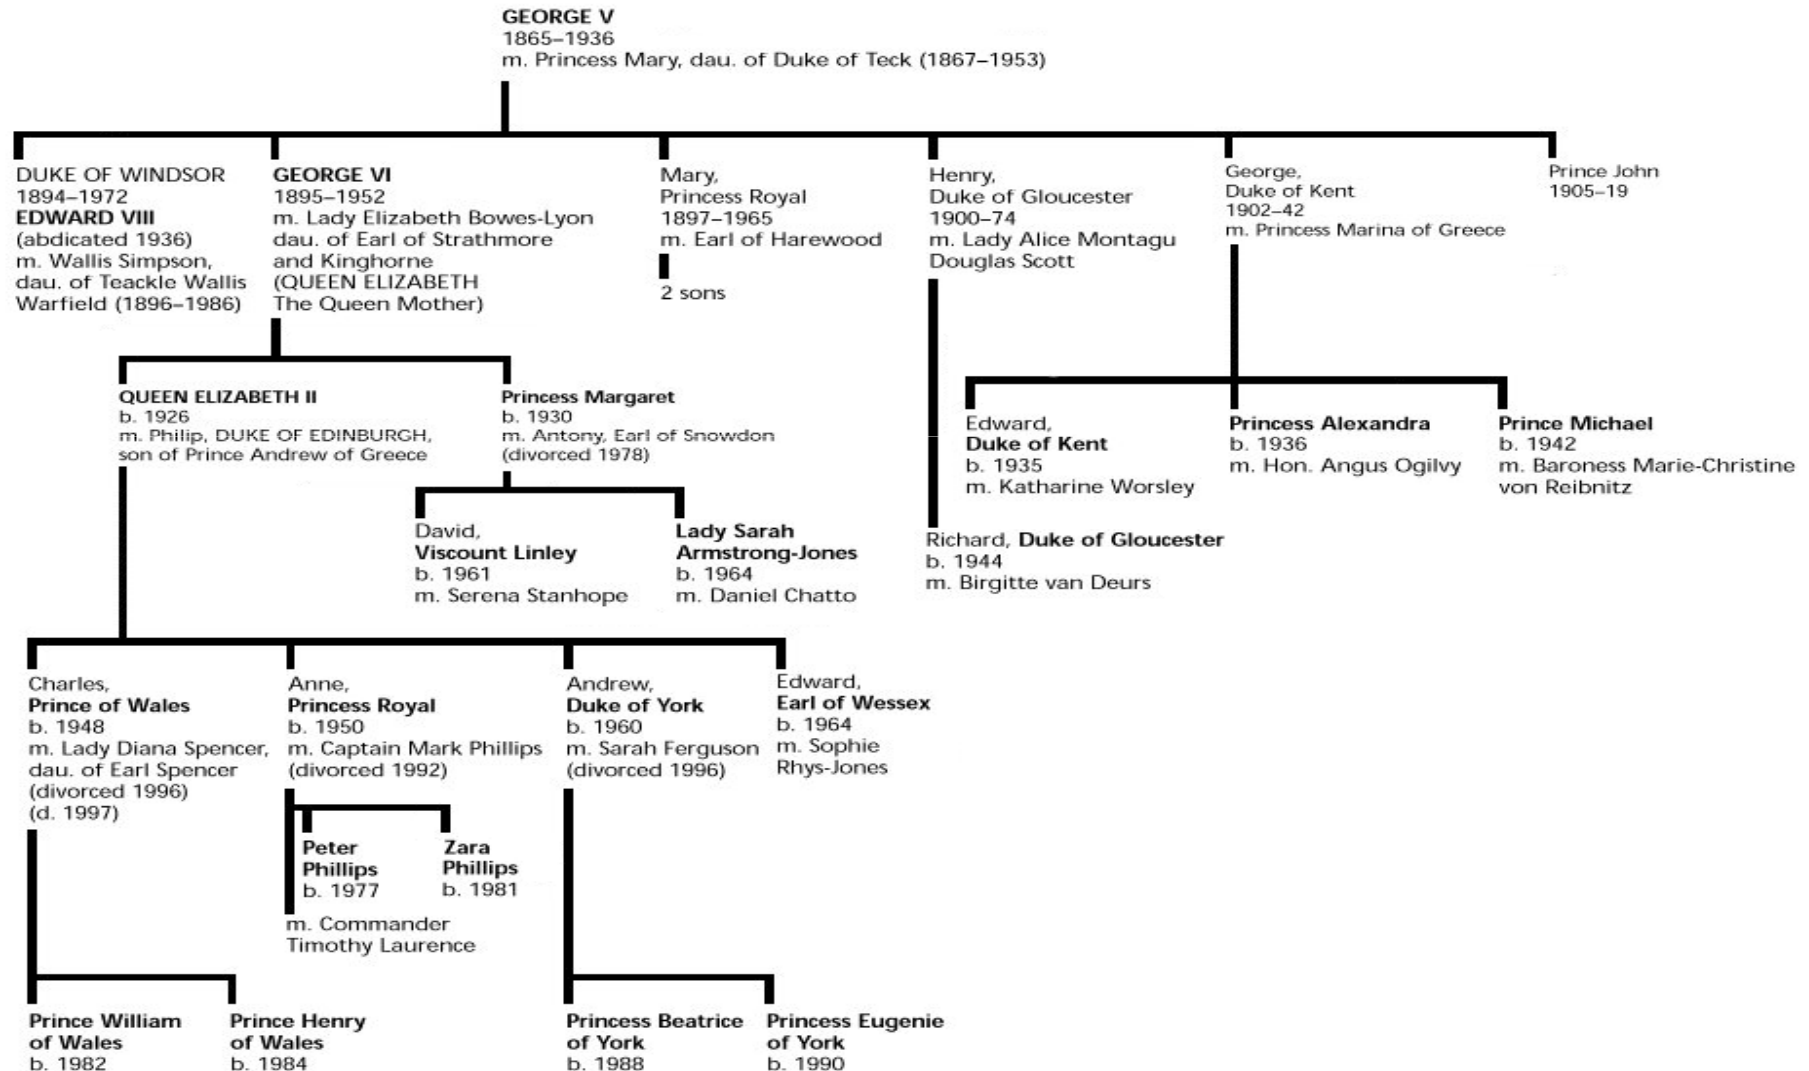 GEORGE V
1865–1936
m. Princess Mary, dau. of Duke of Teck (1867–1953)
DUKE OF WINDSOR
1894–1972
EDWARD VIII
(abdicated 1936)
m. Wallis Simpson,
dau. of Teackle Wallis
Warfield (1896–1986)
GEORGE VI
1895–1952
m. Lady Elizabeth Bowes-Lyon
dau. of Earl of Strathmore
and Kinghorne
(QUEEN ELIZABETH
The Queen Mother)
Mary,
Princess Royal
1897–1965
m. Earl of Harewood
2 sons
Henry,
Duke of Gloucester
1900–74
m. Lady Alice Montagu
Douglas Scott
George,
Duke of Kent
1902–42
m. Princess Marina of Greece
Prince John
1905–19
QUEEN ELIZABETH II
b. 1926
m. Philip, DUKE OF EDINBURGH,
son of Prince Andrew of Greece
Princess Margaret
b. 1930
m. Antony, Earl of Snowdon
(divorced 1978)
Edward,
Duke of Kent
b. 1935
m. Katharine Worsley
Princess Alexandra
b. 1936
m. Hon. Angus Ogilvy
Prince Michael
b. 1942
m. Baroness Marie-Christine
von Reibnitz
David,
Viscount Linley
b. 1961
m. Serena Stanhope
Lady Sarah
Armstrong-Jones
b. 1964
m. Daniel Chatto
Richard, Duke of Gloucester
b. 1944
m. Birgitte van Deurs
Charles,
Prince of Wales
b. 1948
m. Lady Diana Spencer,
dau. of Earl Spencer
(divorced 1996)
(d. 1997)
Anne,
Princess Royal
b. 1950
m. Captain Mark Phillips
(divorced 1992)
Andrew,
Duke of York
b. 1960
m. Sarah Ferguson
(divorced 1996)
Edward,
Earl of Wessex
b. 1964
m. Sophie
Rhys-Jones
Peter
Phillips
b. 1977
Zara
Phillips
b. 1981
m. Commander
Timothy Laurence
Prince William
of Wales
b. 1982
Prince Henry
of Wales
b. 1984
Princess Beatrice
of York
b. 1988
Princess Eugenie
of York
b. 1990